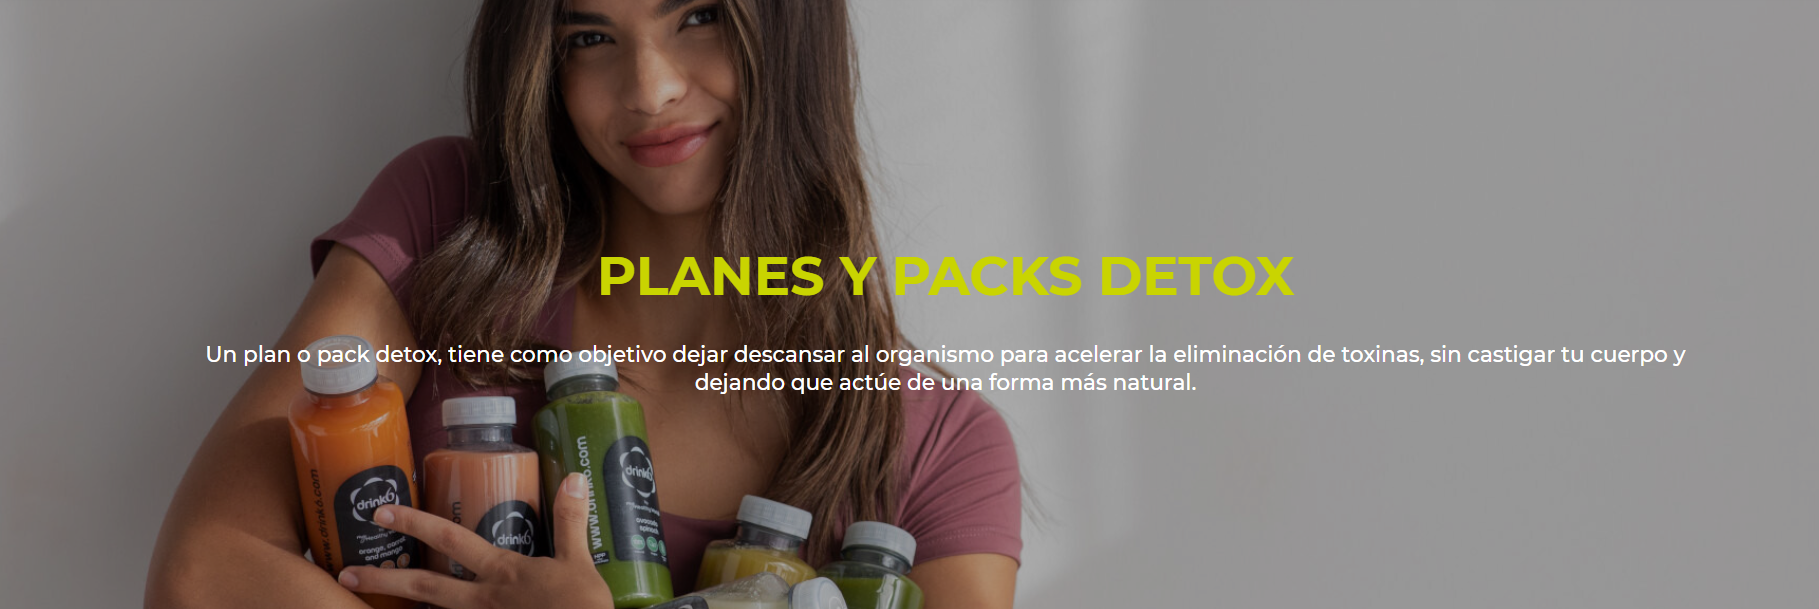 PLANES Y PACKS DETOX
Un plan o pack detox, tiene como objetivo dejar descansar al organismo para acelerar la eliminación de toxinas, sin castigar tu cuerpo y
dejando que actúe de una forma más natural.
www.drink6.com
drink6
orange, carrot
and mango
.com
drink6
www.drink6.com
drink6
avocado,